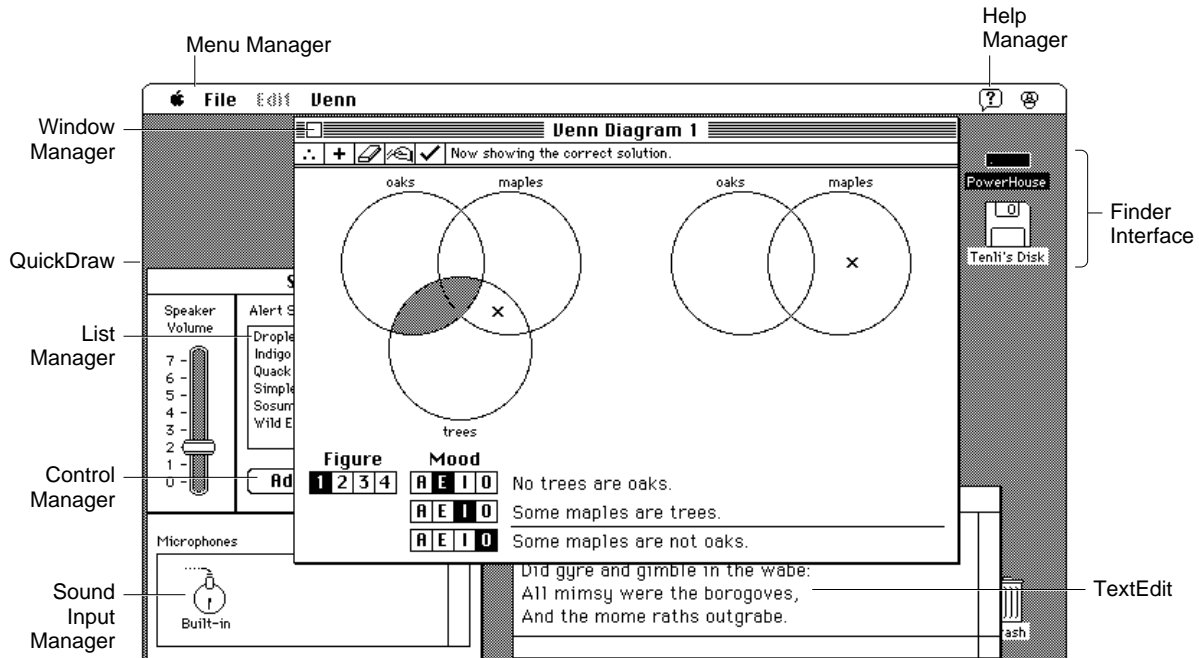 Help
Manager
Menu Manager
File Edit Venn
?
Window
Manager
Venn Diagram 1
Now showing the correct solution.
oaks maples oaks maples
PowerHouse
Finder
Interface
Tenli's Disk
QuickDraw
S
Speaker
Volume
Alert S
List
Manager
Drople
Indigo
Quack
Simple
Sosum
Wild E
7
6
5
4
3
2
1
0
trees
Figure Mood
Control
Manager
Ad
1 2 3 4 A E I O No trees are oaks.
A E I O Some maples are trees.
A E I O Some maples are not oaks.
Microphones
Did gyre and gimble in the wabe:
All mimsy were the borogoves,
And the mome raths outgrabe.
TextEdit
Sound
Input
Manager
Built-in
ash